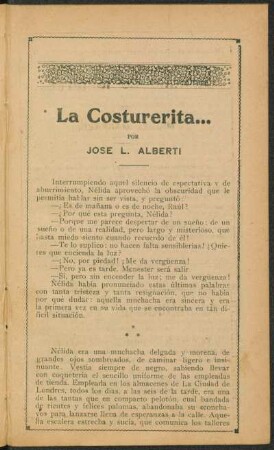 La Costurerita...
POR
JOSE L. ALBERTI
Interrumpiendo aquel silencio de espectativa y de
aburrimiento, Nélida aprovechó la obscuridad que le
permitía hablar sin ser vista, y preguntó:
—¿Es de mañana o es de noche, Raúl?
—¿Por qué esta pregunta, Nélida?
—Porque me parece despertar de un sueño: de un
sueño o de una realidad, pero largo y misterioso, que
hasta miedo siento cuando recuerdo de él!
—Te lo suplico: no hacen falta sensiblerías! ¿Quie-
res que encienda la luz?
—¡No, por piedad! ¡Me da vergüenza!
—Pero ya es tarde. Menester será salir
—Sí, pero sin encender la luz; me da vergüenza!
Nélida había pronunciado estas últimas palabras
con tanta tristeza y tanta resignación, que no había
por qué dudar: aquella muchacha era sincera y era
la primera vez en su vida que se encontraba en tan di-
fícil situación.
Nélida era una muchacha delgada y morena, de
grandes ojos sombreados, de caminar ligero e insi-
nuante. Vestía siempre de negro, sabiendo llevar
con coquetería el sencillo uniforme de las empleadas
de tienda. Empleada en los almacenes de La Ciudad de
Londres, todos los días, a las seis de la tarde, era una
de las tantas que en compacto pelotón, cual bandada
de rientes y felices palomas, abandonaba su
para lanzarse llena de esperanzas a la calle. Aque-
lla escalera estrecha y sucia, que comunica los talleres